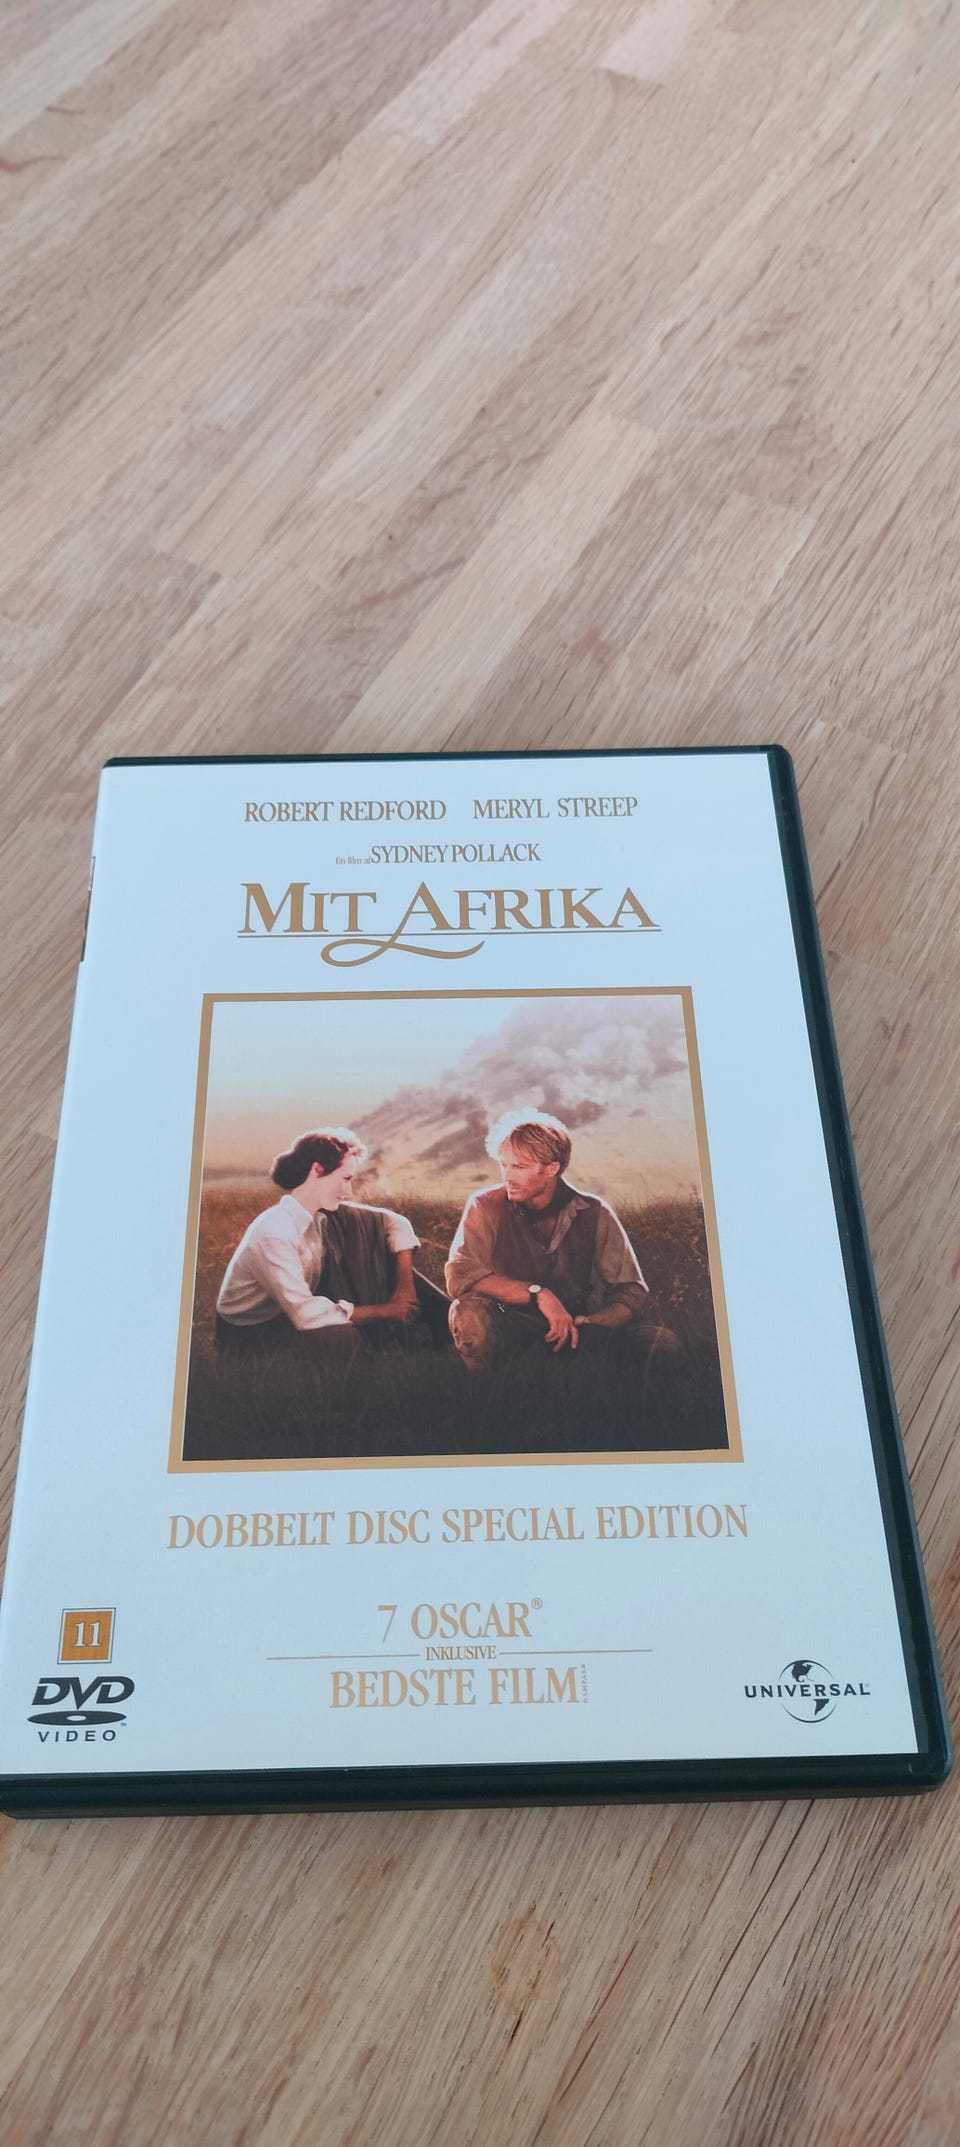 ROBERT REDFORD MERYL STREEP
En film af SYDNEY POLLACK
MIT AFRIKA
DOBBELT DISC SPECIAL EDITION
7 OSCAR®
INKLUSIVE
BEDSTE FILM
11
DVD
VIDEO
UNIVERSAL